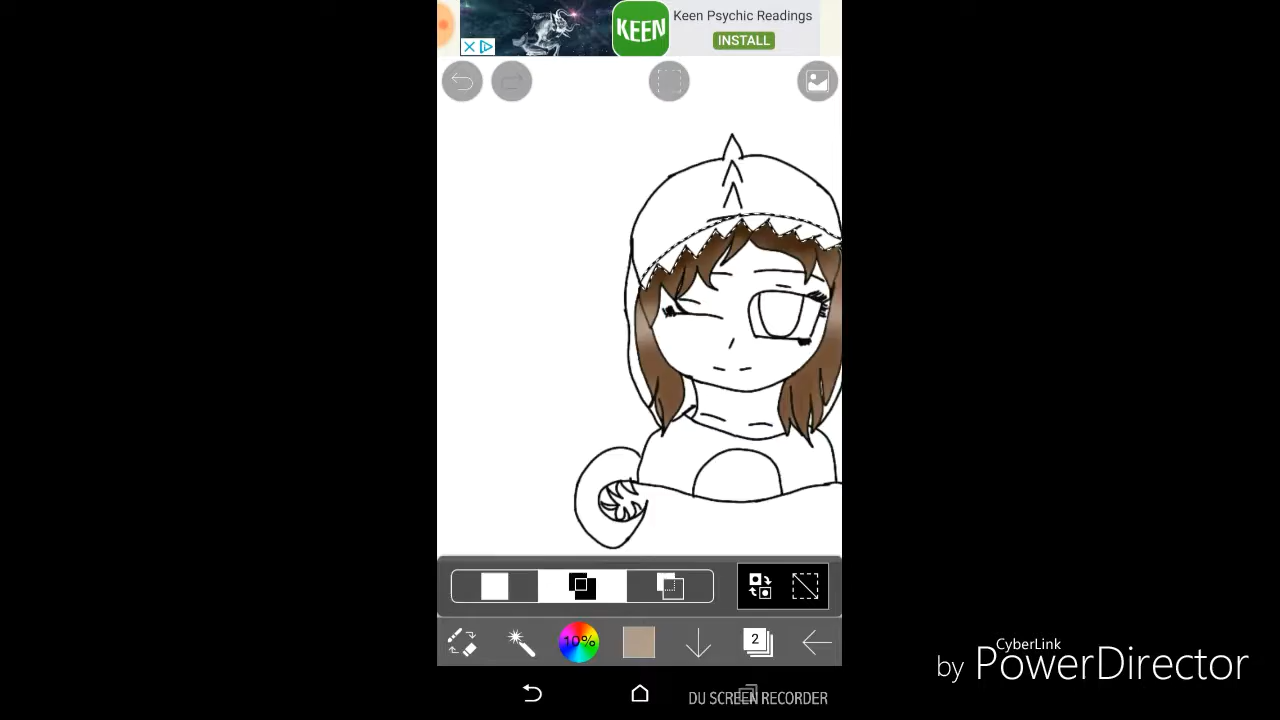 KEEN
Keen Psychic Readings
INSTALL
10%
2
CyberLink
by PowerDirector
DU SCREEN RECORDER